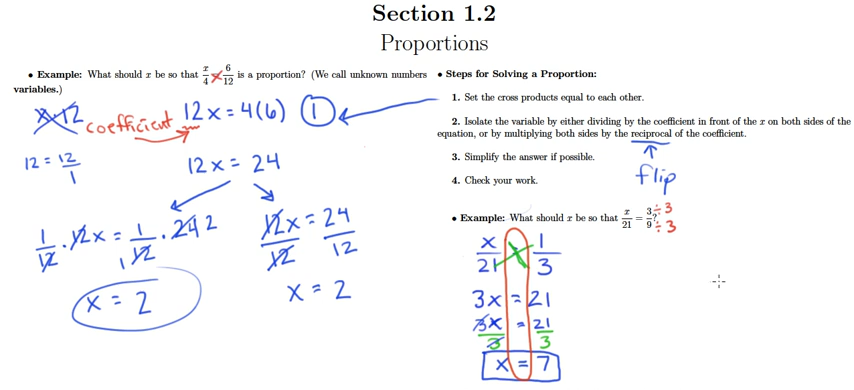 Section 1.2
Proportions
• Example: What should x be so that x/4 = 6/12 is a proportion? (We call unknown numbers
variables.)
x·12
coefficient
12x = 4(6) ①
12 = 12/1
12x = 24
1/12 · 12x = 1/12 · 24 2
1
x = 2
12x/12 = 24/12
x = 2
• Steps for Solving a Proportion:
1. Set the cross products equal to each other.
2. Isolate the variable by either dividing by the coefficient in front of the x on both sides of the
equation, or by multiplying both sides by the reciprocal of the coefficient.
3. Simplify the answer if possible.
flip
4. Check your work.
• Example: What should x be so that x/21 = 3/9? ÷3 ÷3
x/21 = 1/3
3x = 21
3x/3 = 21/3
x = 7